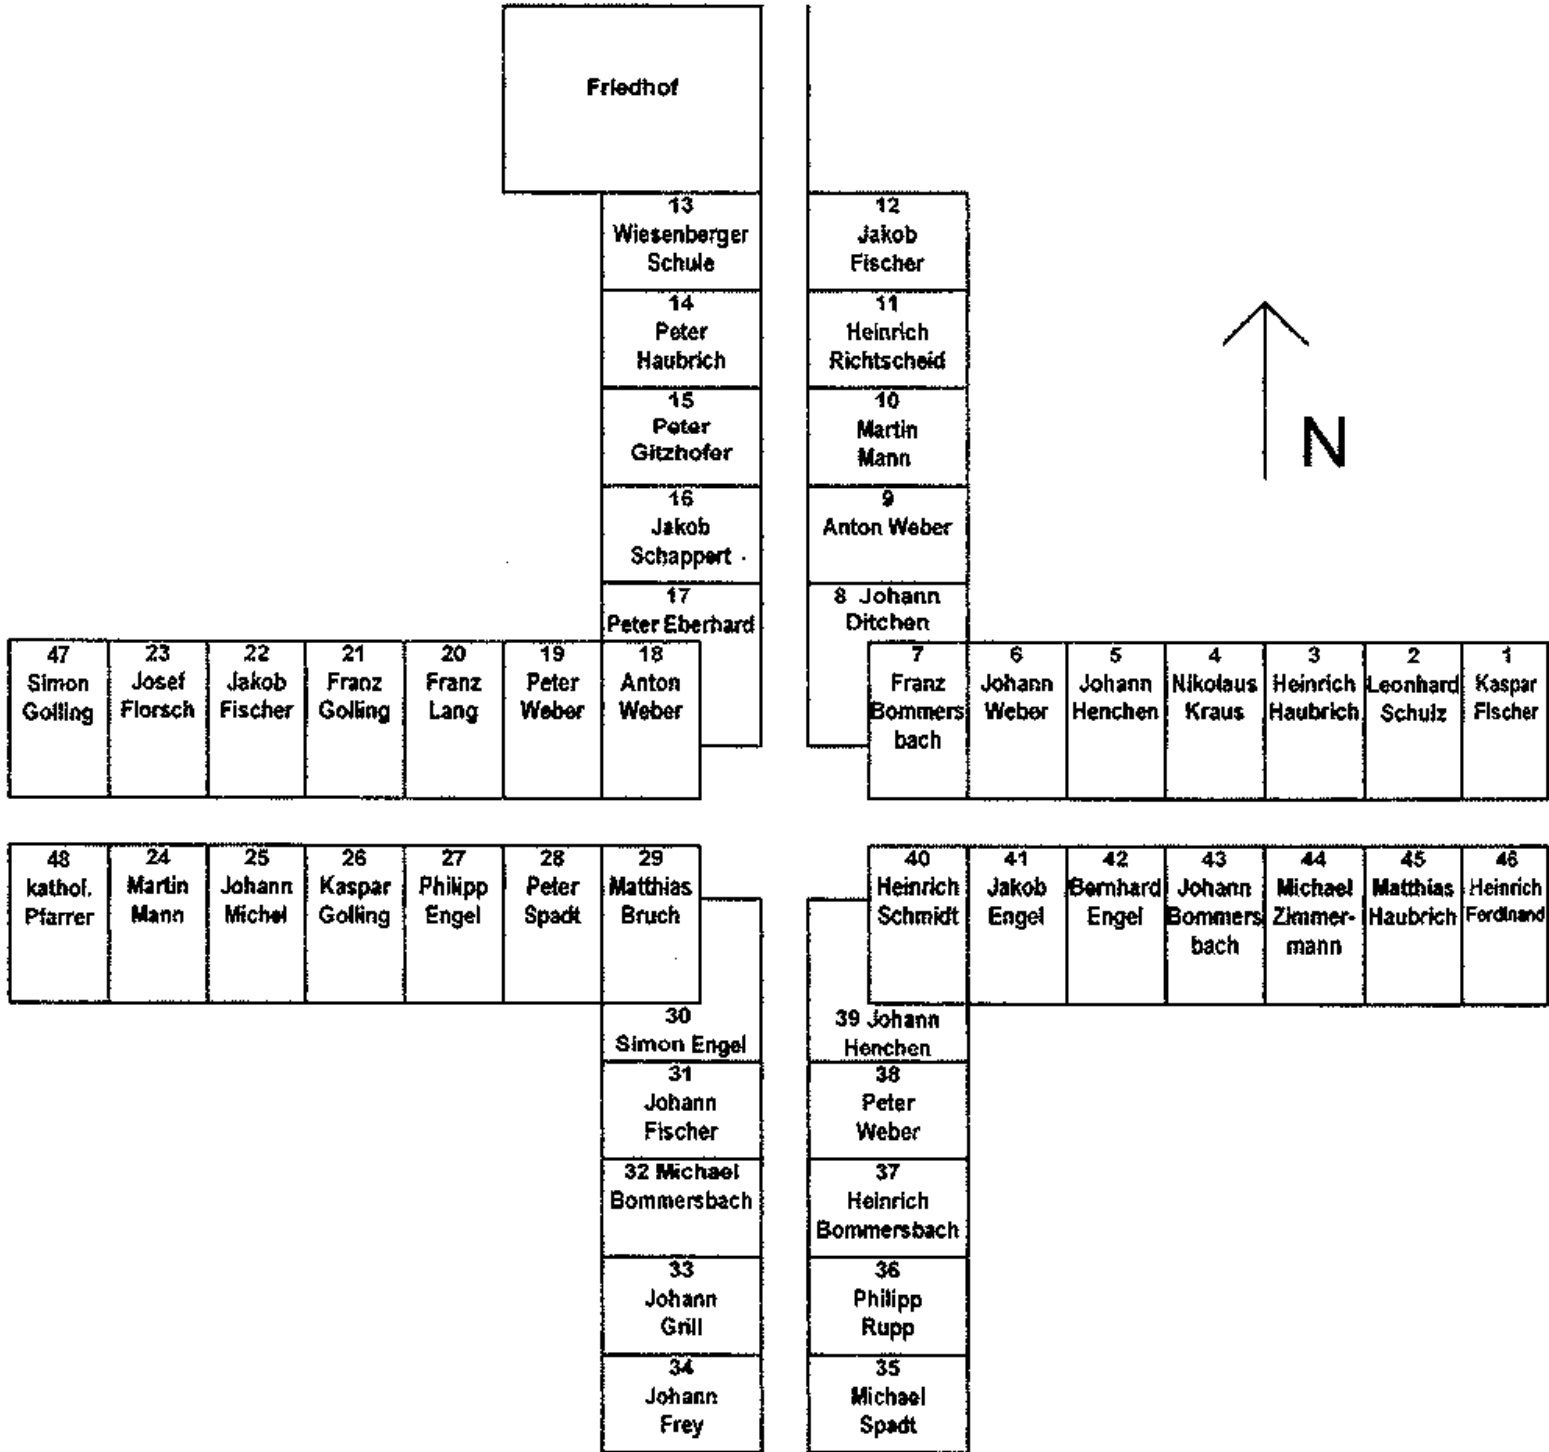 Friedhof
13
Wiesenberger
Schule
12
Jakob
Fischer
14
Peter
Haubrich
11
Heinrich
Richtscheid
15
Peter
Gitzhofer
10
Martin
Mann
N
16
Jakob
Schappert
9
Anton Weber
17
Peter Eberhard
8 Johann
Ditchen
47
Simon
Golling
23
Josef
Florsch
22
Jakob
Fischer
21
Franz
Golling
20
Franz
Lang
19
Peter
Weber
18
Anton
Weber
7
Franz
Bommers
bach
6
Johann
Weber
5
Johann
Henchen
4
Nikolaus
Kraus
3
Heinrich
Haubrich
2
Leonhard
Schulz
1
Kaspar
Fischer
48
kathol.
Pfarrer
24
Martin
Mann
25
Johann
Michel
26
Kaspar
Golling
27
Philipp
Engel
28
Peter
Spadt
29
Matthias
Bruch
40
Heinrich
Schmidt
41
Jakob
Engel
42
Bernhard
Engel
43
Johann
Bommers
bach
44
Michael
Zimmer-
mann
45
Matthias
Haubrich
46
Heinrich
Ferdinand
30
Simon Engel
39 Johann
Henchen
31
Johann
Fischer
38
Peter
Weber
32 Michael
Bommersbach
37
Heinrich
Bommersbach
33
Johann
Grill
36
Philipp
Rupp
34
Johann
Frey
35
Michael
Spadt